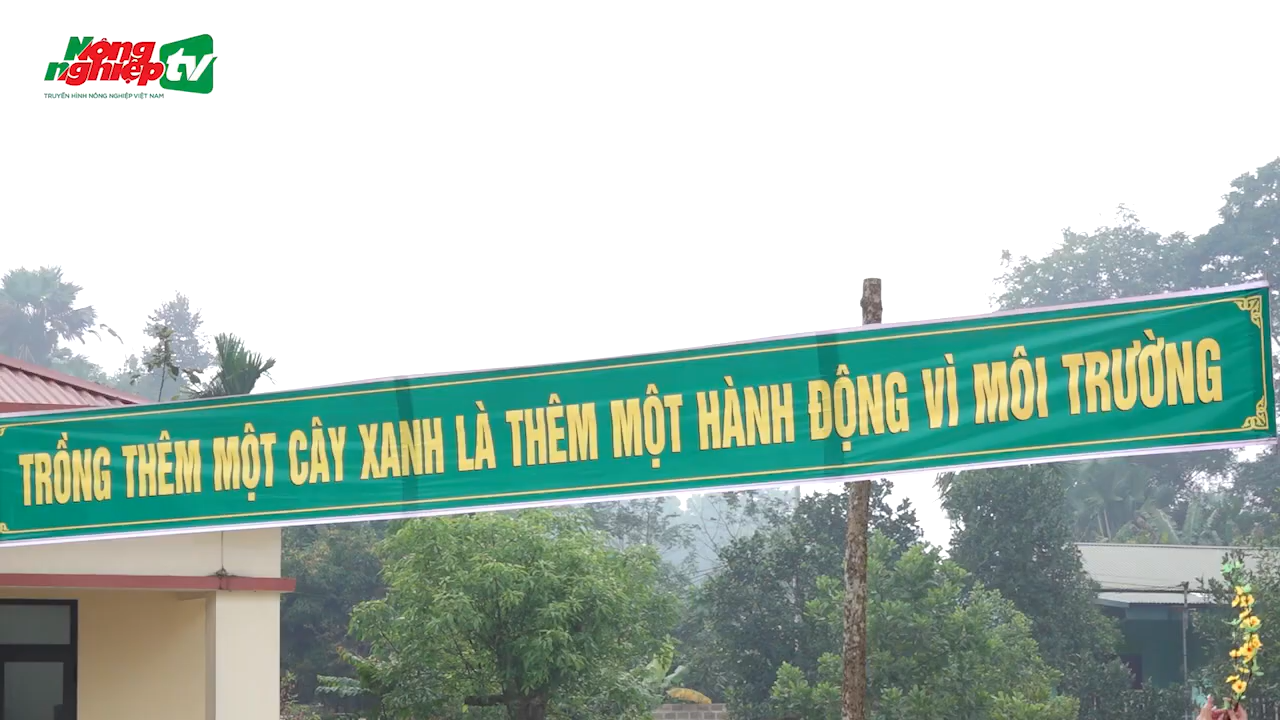 Nông
nghiệp tv
TRUYỀN HÌNH NÔNG NGHIỆP VIỆT NAM
TRỒNG THÊM MỘT CÂY XANH LÀ THÊM MỘT HÀNH ĐỘNG VÌ MÔI TRƯỜNG